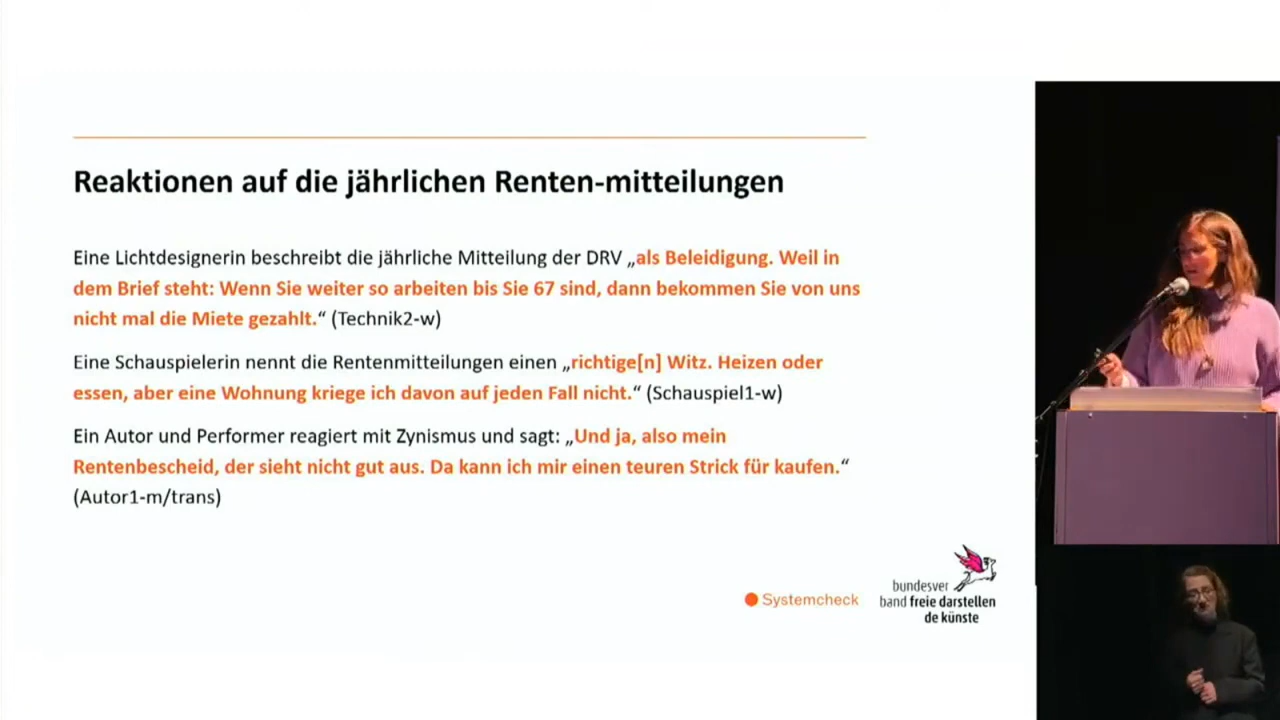 Reaktionen auf die jährlichen Renten-mitteilungen
Eine Lichtdesignerin beschreibt die jährliche Mitteilung der DRV „als Beleidigung. Weil in
dem Brief steht: Wenn Sie weiter so arbeiten bis Sie 67 sind, dann bekommen Sie von uns
nicht mal die Miete gezahlt.“ (Technik2-w)
Eine Schauspielerin nennt die Rentenmitteilungen einen „richtige[n] Witz. Heizen oder
essen, aber eine Wohnung kriege ich davon auf jeden Fall nicht.“ (Schauspiel1-w)
Ein Autor und Performer reagiert mit Zynismus und sagt: „Und ja, also mein
Rentenbescheid, der sieht nicht gut aus. Da kann ich mir einen teuren Strick für kaufen.“
(Autor1-m/trans)
Systemcheck
bundesver
band freie darstellen
de künste